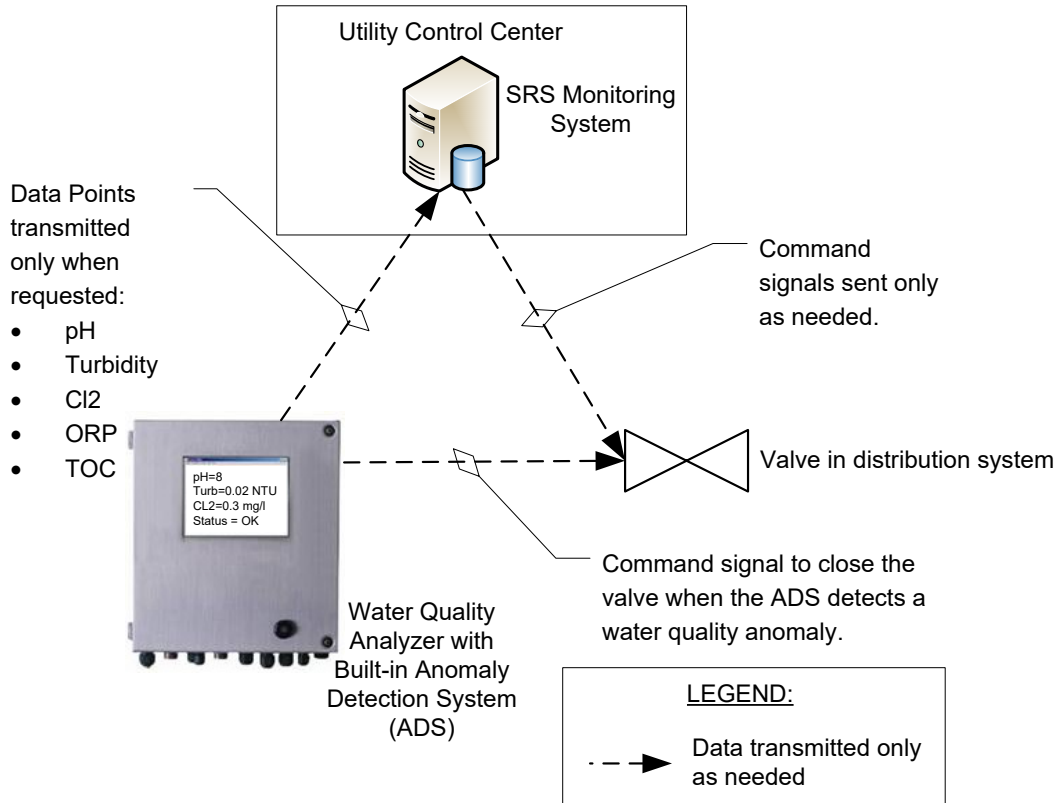 Utility Control Center
SRS Monitoring
System
Data Points
transmitted
only when
requested:
• pH
• Turbidity
• Cl2
• ORP
• TOC
Command
signals sent only
as needed.
pH=8
Turb=0.02 NTU
CL2=0.3 mg/l
Status = OK
Valve in distribution system
Command signal to close the
valve when the ADS detects a
water quality anomaly.
Water Quality
Analyzer with
Built-in Anomaly
Detection System
(ADS)
LEGEND:
Data transmitted only
as needed